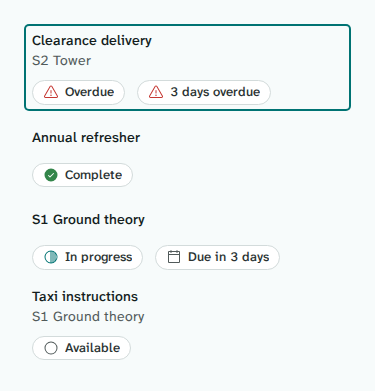 Clearance delivery
S2 Tower
Overdue 3 days overdue
Annual refresher
Complete
S1 Ground theory
In progress Due in 3 days
Taxi instructions
S1 Ground theory
Available